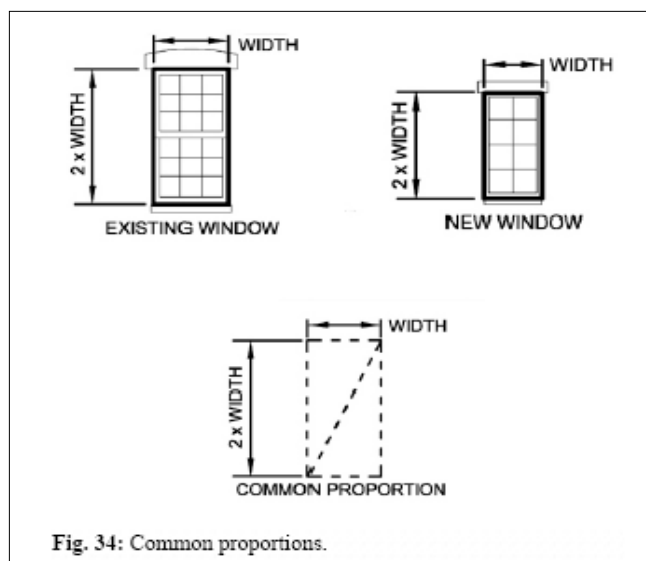 WIDTH
2 x WIDTH
EXISTING WINDOW
WIDTH
2 x WIDTH
NEW WINDOW
WIDTH
2 x WIDTH
COMMON PROPORTION
Fig. 34: Common proportions.